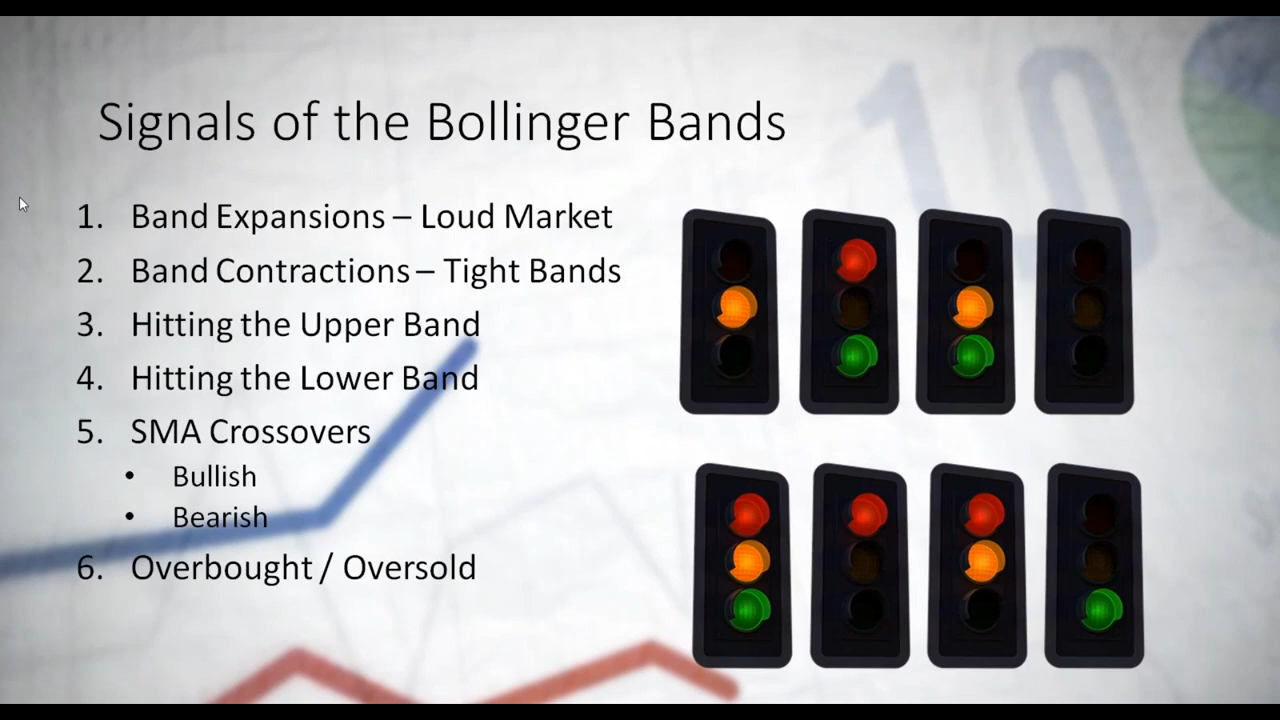 10
Signals of the Bollinger Bands
1. Band Expansions – Loud Market
2. Band Contractions – Tight Bands
3. Hitting the Upper Band
4. Hitting the Lower Band
5. SMA Crossovers
• Bullish
• Bearish
6. Overbought / Oversold